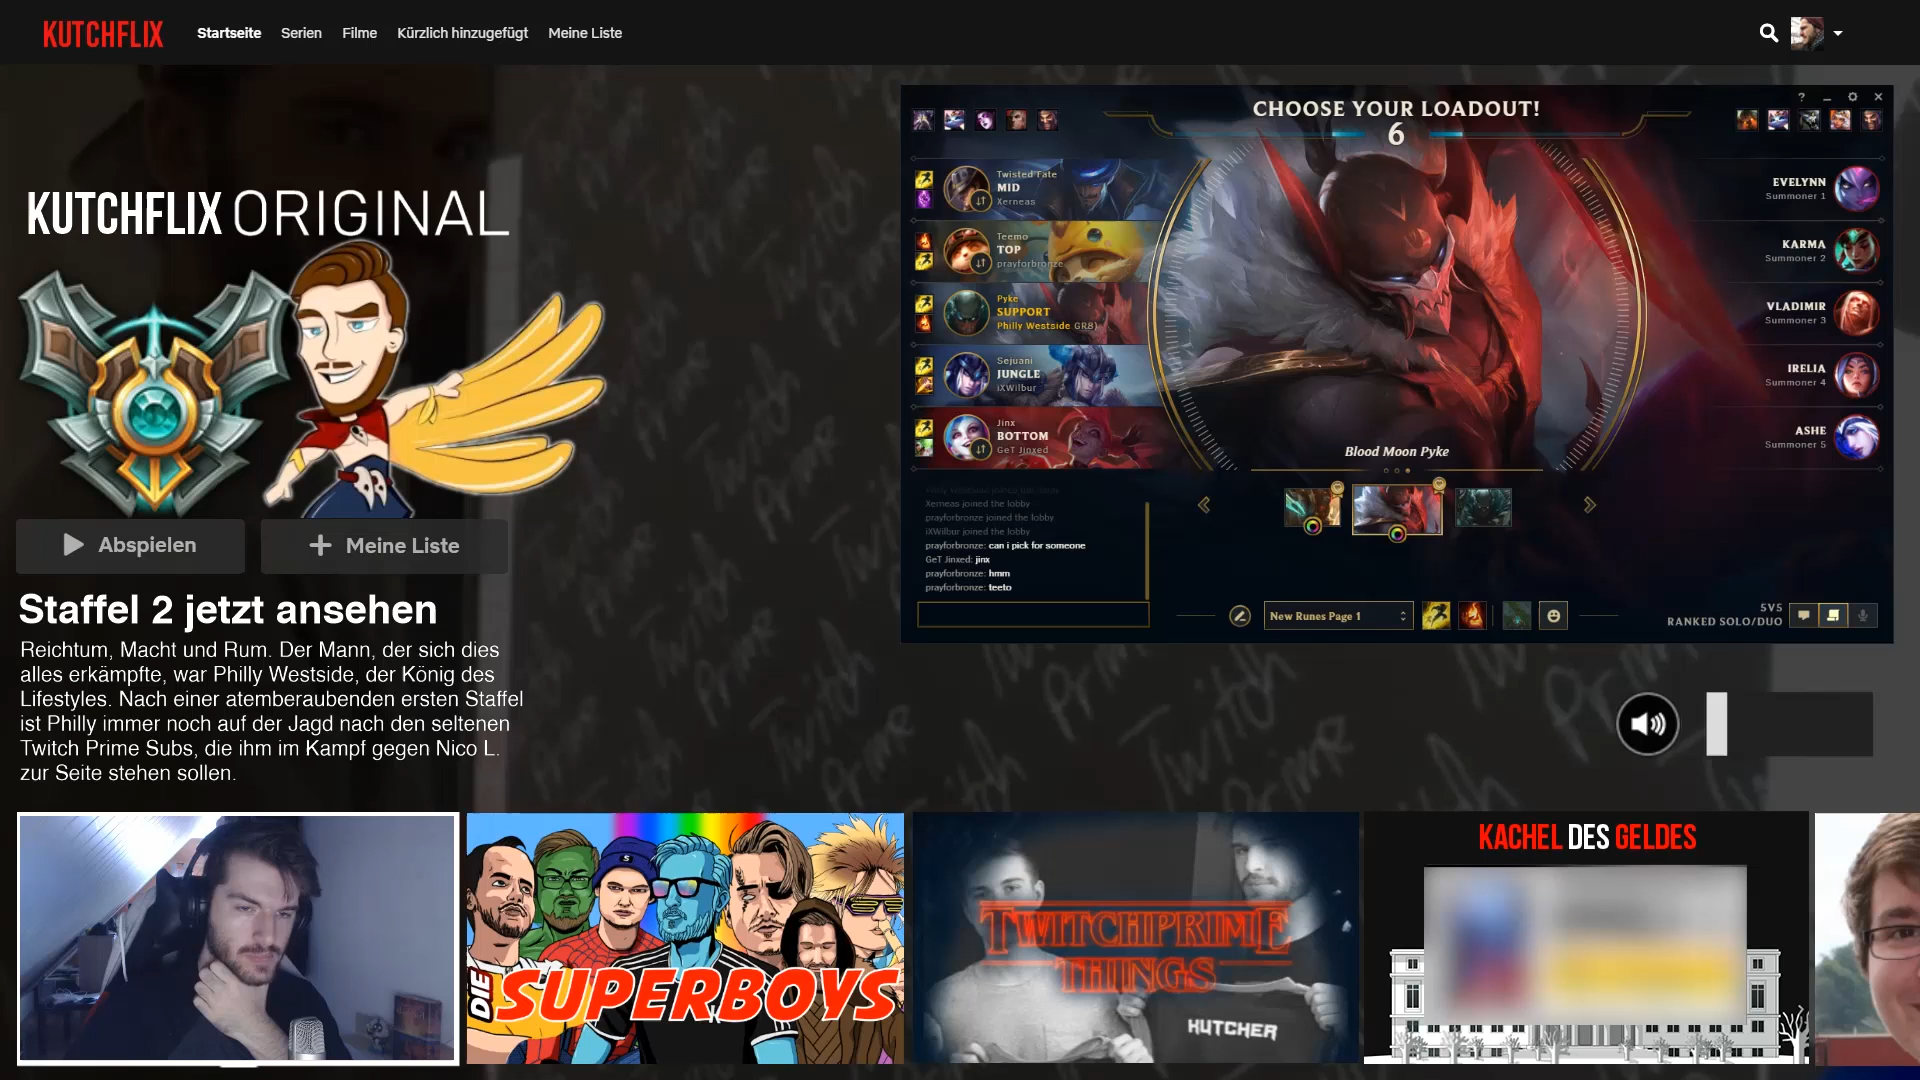 KUTCHFLIX
Startseite Serien Filme Kürzlich hinzugefügt Meine Liste
KUTCHFLIX ORIGINAL
Abspielen
Meine Liste
Staffel 2 jetzt ansehen
Reichtum, Macht und Rum. Der Mann, der sich dies
alles erkämpfte, war Philly Westside, der König des
Lifestyles. Nach einer atemberaubenden ersten Staffel
ist Philly immer noch auf der Jagd nach den seltenen
Twitch Prime Subs, die ihm im Kampf gegen Nico L.
zur Seite stehen sollen.
CHOOSE YOUR LOADOUT!
6
Twisted Fate
MID
Xerneas
Teemo
TOP
prayforbronze
Pyke
SUPPORT
Philly Westside GRB)
Sejuani
JUNGLE
iXWilbur
Jinx
BOTTOM
GeT Jinxed
EVELYNN
Summoner 1
KARMA
Summoner 2
VLADIMIR
Summoner 3
IRELIA
Summoner 4
ASHE
Summoner 5
Blood Moon Pyke
Xerneas joined the lobby
prayforbronze joined the lobby
iXWilbur joined the lobby
prayforbronze: can i pick for someone
GeT Jinxed: jinx
prayforbronze: hmm
prayforbronze: teeto
New Runes Page 1
5V5
RANKED SOLO/DUO
Twitch
Prime
DIE SUPERBOYS
TWITCHPRIME
THINGS
KUTCHER
KACHEL DES GELDES